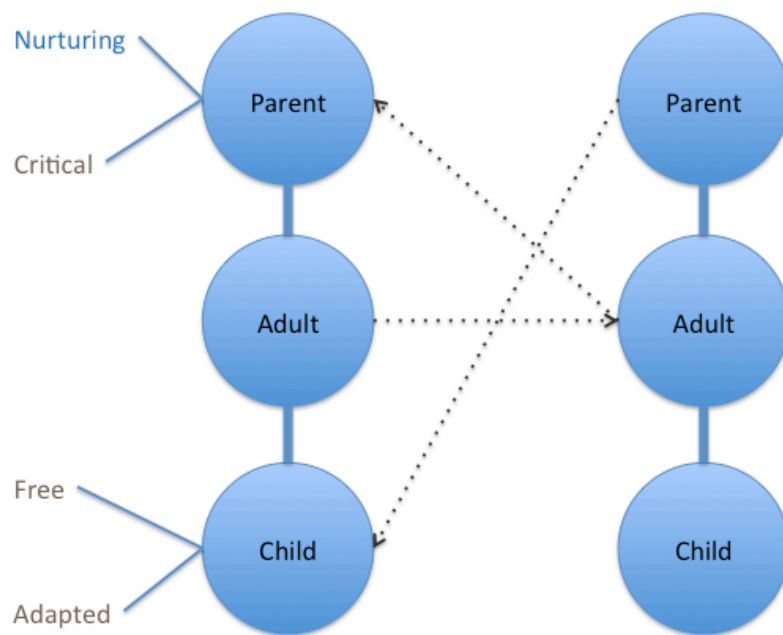 Nurturing
Parent
Parent
Critical
Adult
Adult
Free
Child
Child
Adapted